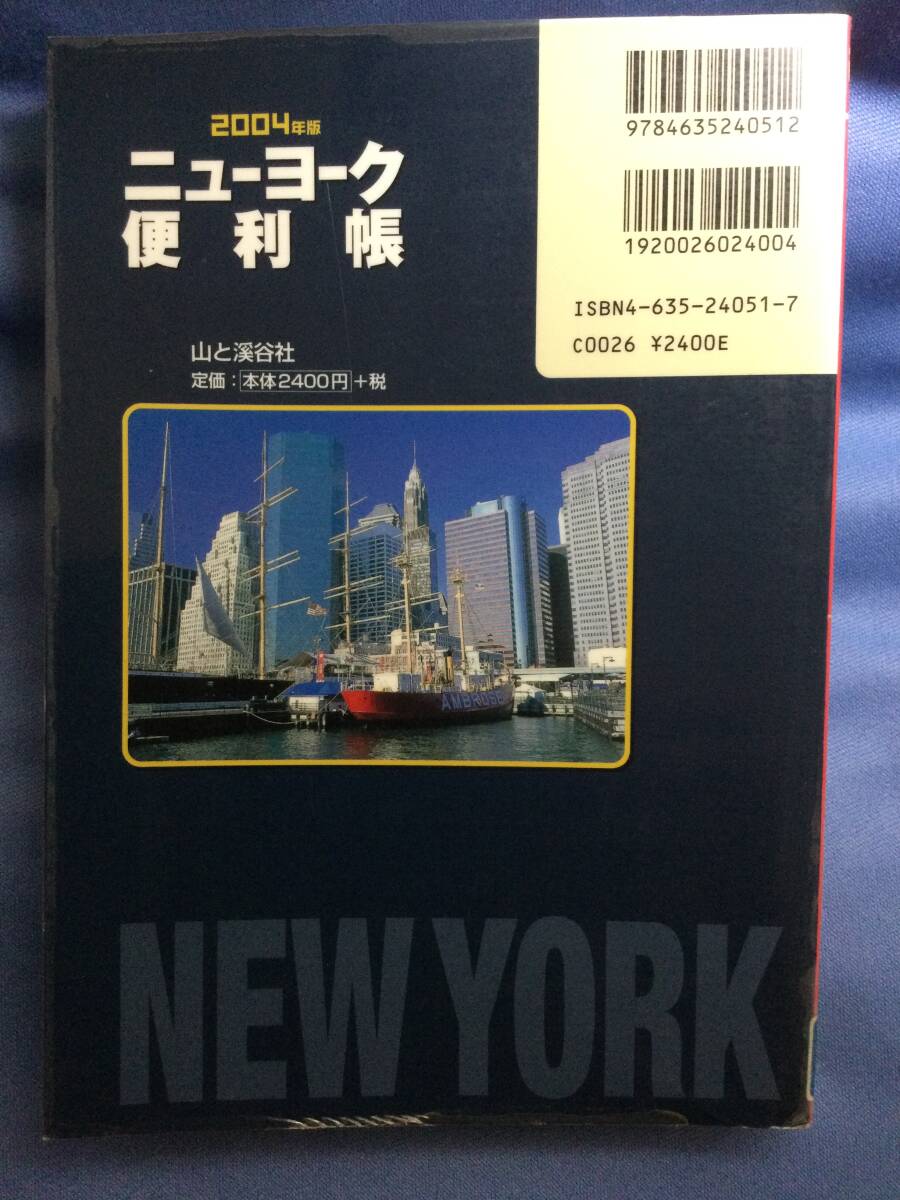 2004年版
ニューヨーク
便利帳
山と溪谷社
定価：本体2400円+税
9784635240512
1920026024004
ISBN4-635-24051-7
C0026 ¥2400E
AMBROSE
NEW YORK